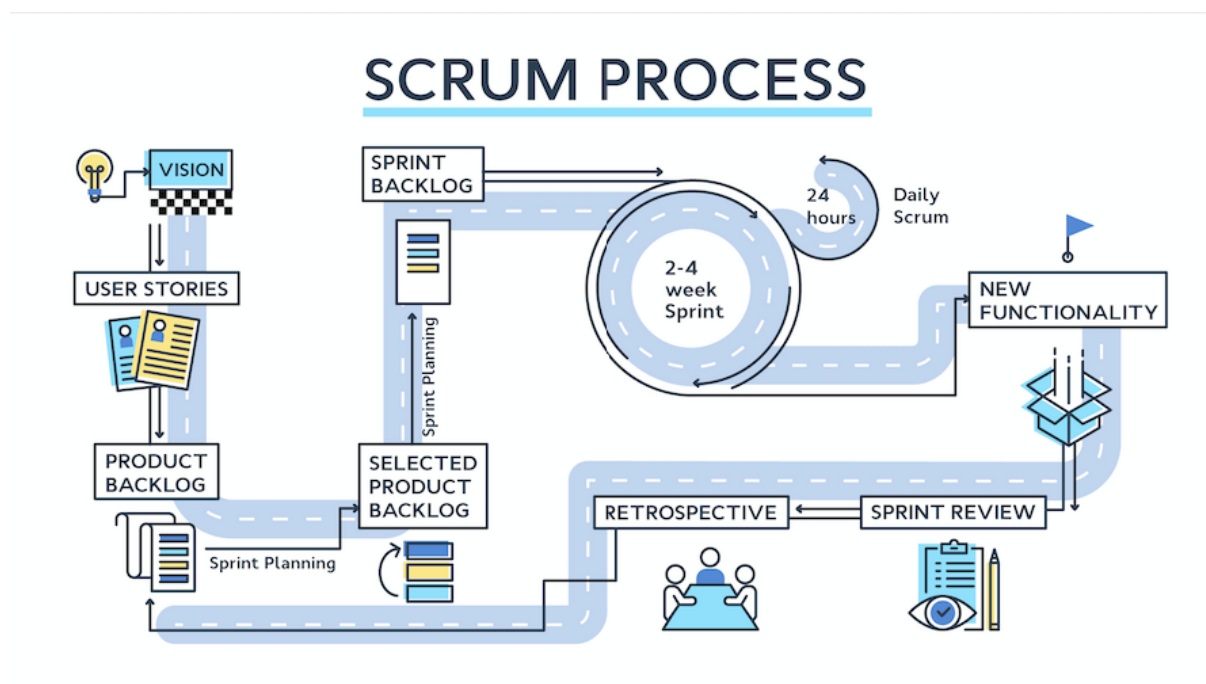 SCRUM PROCESS
VISION
USER STORIES
PRODUCT
BACKLOG
Sprint Planning
SELECTED
PRODUCT
BACKLOG
Sprint Planning
SPRINT
BACKLOG
2-4
week
Sprint
24
hours
Daily
Scrum
NEW
FUNCTIONALITY
SPRINT REVIEW
RETROSPECTIVE